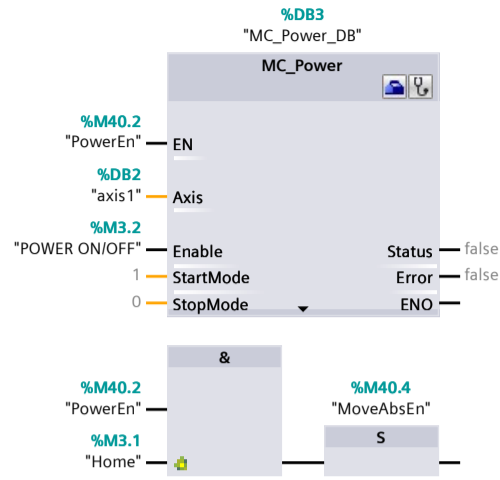 %DB3
"MC_Power_DB"
MC_Power
%M40.2
"PowerEn"
EN
%DB2
"axis1"
Axis
%M3.2
"POWER ON/OFF"
Enable
Status
false
1
StartMode
Error
false
0
StopMode
ENO
&
%M40.2
"PowerEn"
%M40.4
"MoveAbsEn"
%M3.1
"Home"
S